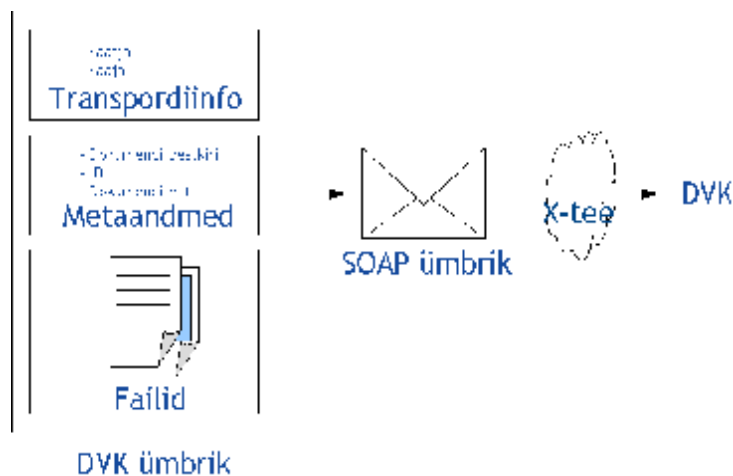 Transpordiinfo
Metaandmed
Failid
DVK ümbrik
SOAP ümbrik
X-tee
DVK